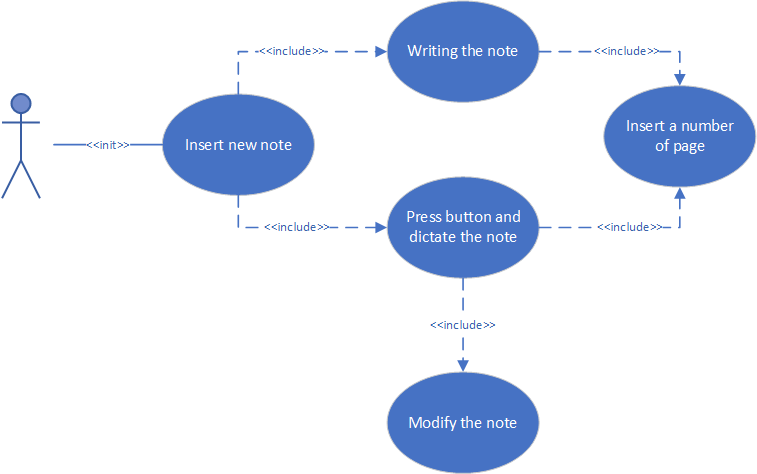 Writing the note
<<include>>
<<include>>
Insert a number
of page
<<init>>
Insert new note
Press button and
dictate the note
<<include>>
<<include>>
<<include>>
Modify the note